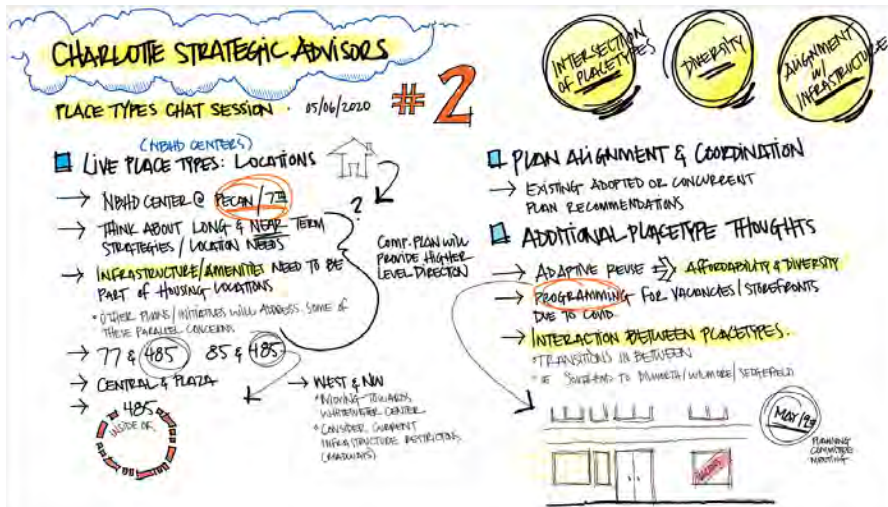 CHARLOTTE STRATEGIC ADVISORS
PLACE TYPES CHAT SESSION · 05/06/2020
#2
INTERSECTION
OF PLACETYPES
DIVERSITY
ALIGNMENT
W/
INFRASTRUCTURE
(NBHD CENTERS)
LIVE PLACE TYPES: LOCATIONS
→ NBHD CENTER @ PECAN/7TH
→ THINK ABOUT LONG & NEAR TERM
STRATEGIES/LOCATION NEEDS
→ INFRASTRUCTURE/AMENITIES NEED TO BE
PART OF HOUSING LOCATIONS
* OTHER PLANS/INITIATIVES WILL ADDRESS SOME OF
THESE PARALLEL CONCERNS
→ 77 & 485 85 & 485
→ CENTRAL & PLAZA
→ 485
INSIDE OF
?
COMP. PLAN WILL
PROVIDE HIGHER
LEVEL DIRECTION
→ WEST & NW
* MOVING TOWARDS
WHITEWATER CENTER
* CONSIDER CURRENT
INFRASTRUCTURE RESTRICTIONS
(ROADWAYS)
PLAN ALIGNMENT & COORDINATION
→ EXISTING ADOPTED OR CONCURRENT
PLAN RECOMMENDATIONS
ADDITIONAL PLACETYPE THOUGHTS
→ ADAPTIVE REUSE ⇒ AFFORDABILITY & DIVERSITY
→ PROGRAMMING FOR VACANCIES/STOREFRONTS
DUE TO COVID.
→ INTERACTION BETWEEN PLACETYPES.
* TRANSITIONS IN BETWEEN
SOUTHEND TO DILWORTH/WILMORE/SEDGEFIELD
PLANNING
COMMITTEE
MEETING